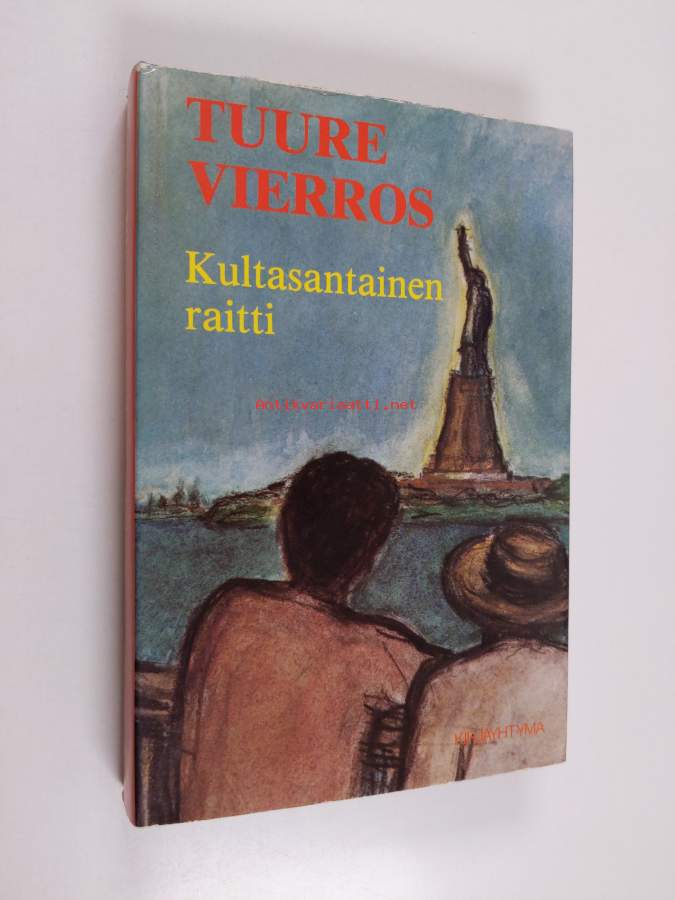 TUURE
VIERROS
Kultasantainen
raitti
Antikvariaatti.net
KIRJAYHTYMÄ